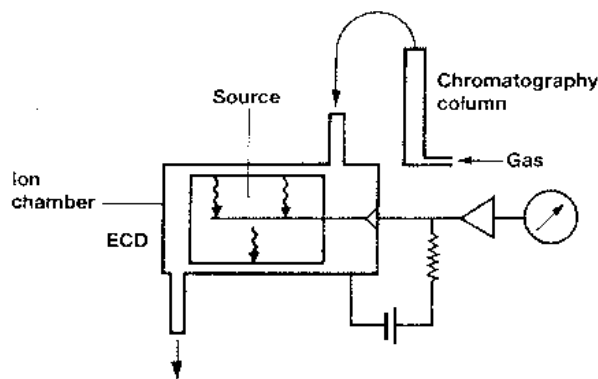 Chromatography
column
Source
Gas
Ion
chamber
ECD